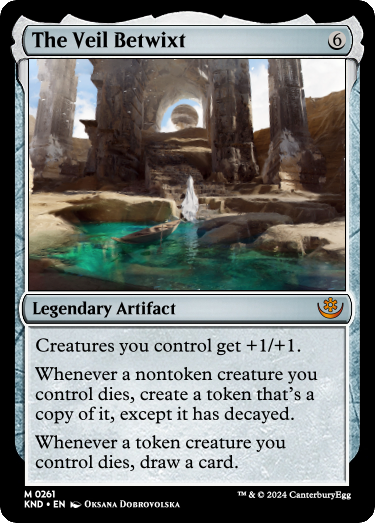 The Veil Betwixt 6
Legendary Artifact
Creatures you control get +1/+1.
Whenever a nontoken creature you
control dies, create a token that's a
copy of it, except it has decayed.
Whenever a token creature you
control dies, draw a card.
M 0261
KND • EN Oksana Dobrovolska
™ & © 2024 CanterburyEgg